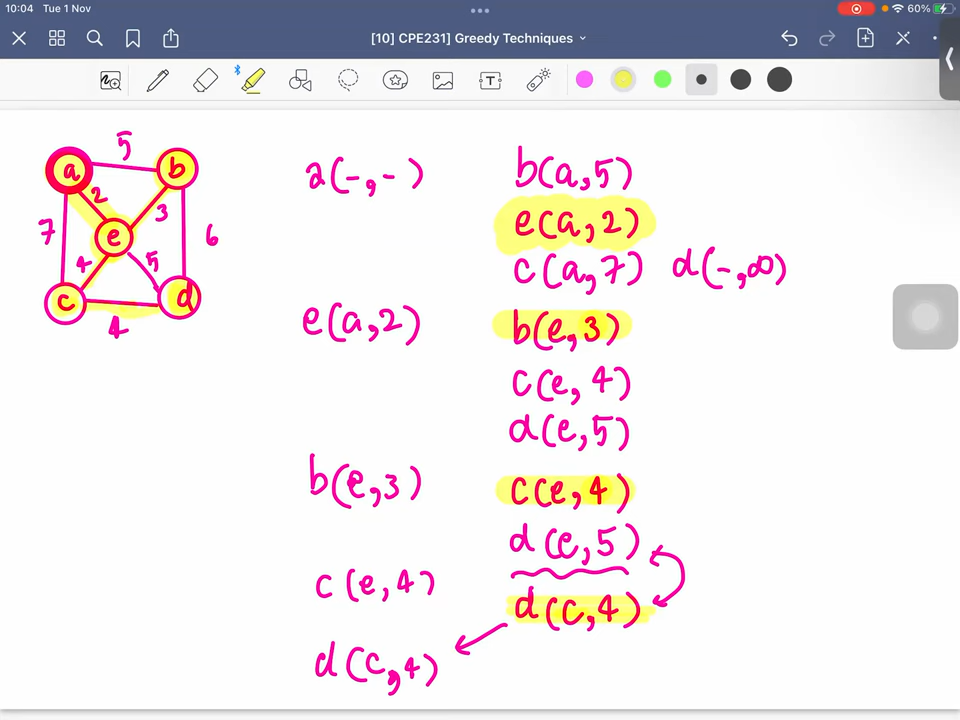 10:04 Tue 1 Nov
60%
[10] CPE231] Greedy Techniques
5
a b
2
3
7 e 6
4 5
c d
4
a(-,-) b(a,5)
e(a,2)
c(a,7) d(-,∞)
e(a,2) b(e,3)
c(e,4)
d(e,5)
b(e,3) c(e,4)
d(e,5)
c(e,4) d(c,4)
d(c,4)